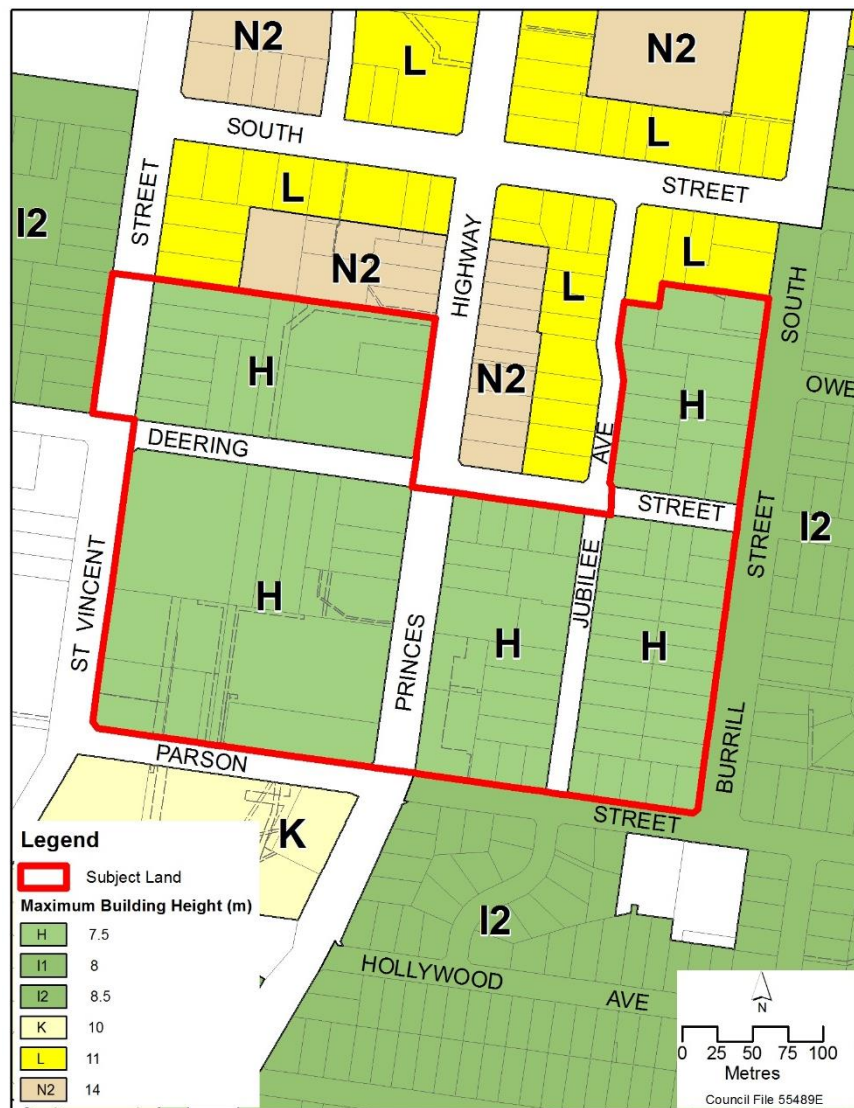 N2
L
N2
SOUTH
L
STREET
STREET
L
I2
N2
HIGHWAY
L
L
SOUTH
N2
H
H
AVE
OWE
DEERING
STREET
STREET
I2
ST VINCENT
H
PRINCES
H
JUBILEE
H
BURRILL
PARSON
STREET
K
I2
HOLLYWOOD
AVE
Legend
Subject Land
Maximum Building Height (m)
H 7.5
I1 8
I2 8.5
K 10
L 11
N2 14
N
0 25 50 75 100
Metres
Council File 55489E